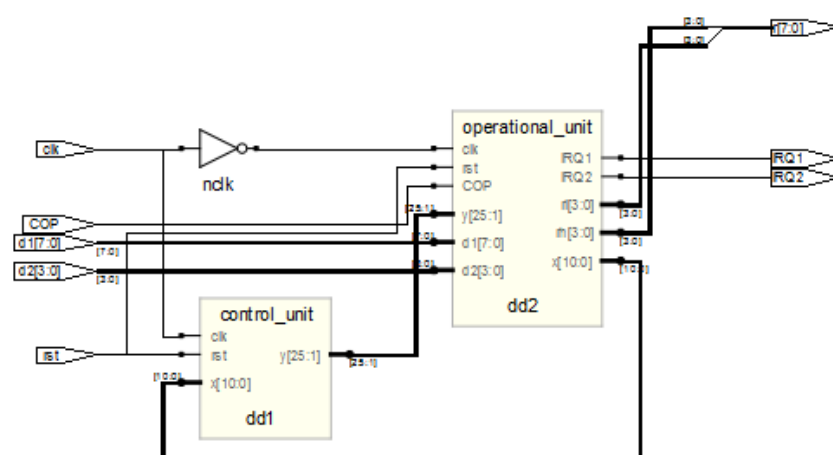 [3:0]
r[7:0]
[3:0]
operational_unit
clk
clk
IRQ1
IRQ1
nclk
rst
IRQ2
IRQ2
COP
rl[3:0]
[3:0]
COP
[25:1]
y[25:1]
rh[3:0]
[3:0]
d1[7:0]
[7:0]
[7:0]
d1[7:0]
x[10:0]
[10:0]
d2[3:0]
[3:0]
[3:0]
d2[3:0]
control_unit
dd2
clk
rst
rst
y[25:1]
[25:1]
[10:0]
x[10:0]
dd1